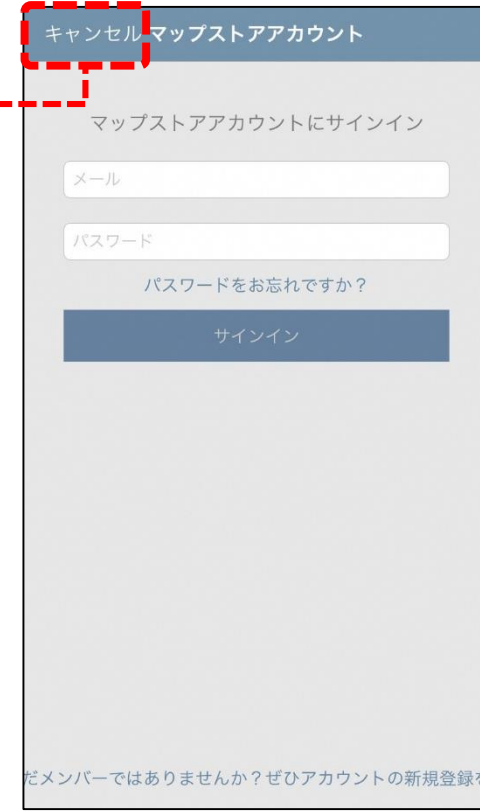 キャンセル マップストアアカウント
マップストアアカウントにサインイン
メール
パスワード
パスワードをお忘れですか？
サインイン
だメンバーではありませんか？ぜひアカウントの新規登録を